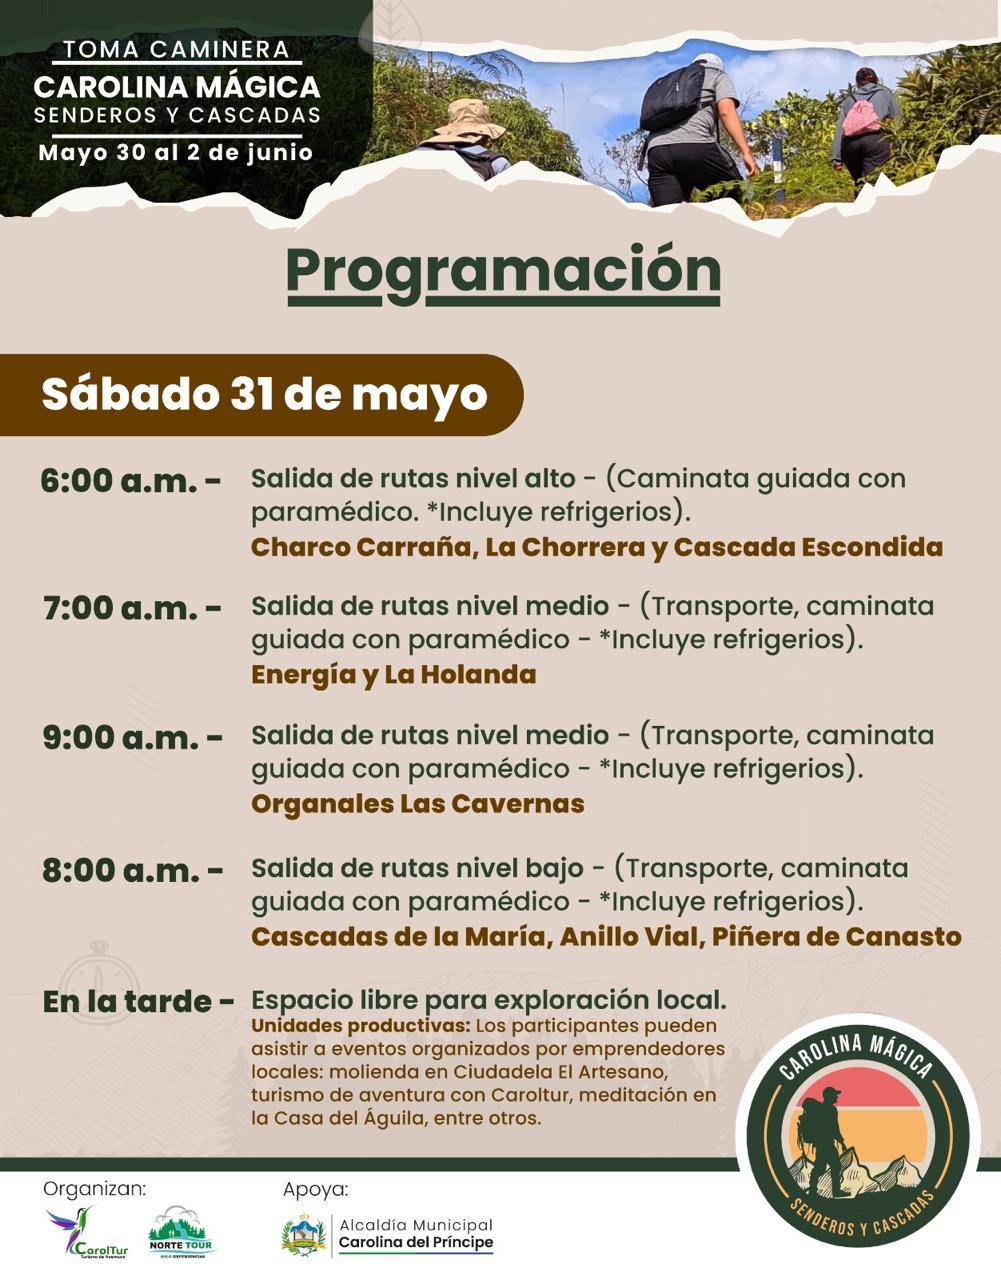 TOMA CAMINERA
CAROLINA MÁGICA
SENDEROS Y CASCADAS
Mayo 30 al 2 de junio
Programación
Sábado 31 de mayo
6:00 a.m. - Salida de rutas nivel alto - (Caminata guiada con
paramédico. *Incluye refrigerios).
Charco Carraña, La Chorrera y Cascada Escondida
7:00 a.m. - Salida de rutas nivel medio - (Transporte, caminata
guiada con paramédico - *Incluye refrigerios).
Energía y La Holanda
9:00 a.m. - Salida de rutas nivel medio - (Transporte, caminata
guiada con paramédico - *Incluye refrigerios).
Organales Las Cavernas
8:00 a.m. - Salida de rutas nivel bajo - (Transporte, caminata
guiada con paramédico - *Incluye refrigerios).
Cascadas de la María, Anillo Vial, Piñera de Canasto
En la tarde - Espacio libre para exploración local.
Unidades productivas: Los participantes pueden
asistir a eventos organizados por emprendedores
locales: molienda en Ciudadela El Artesano,
turismo de aventura con Caroltur, meditación en
la Casa del Águila, entre otros.
CAROLINA MÁGICA
SENDEROS Y CASCADAS
Organizan:
CarolTur
Turismo de Aventura
NORTE TOUR
SOLO EXPERIENCIAS
Apoya:
Alcaldía Municipal
Carolina del Príncipe